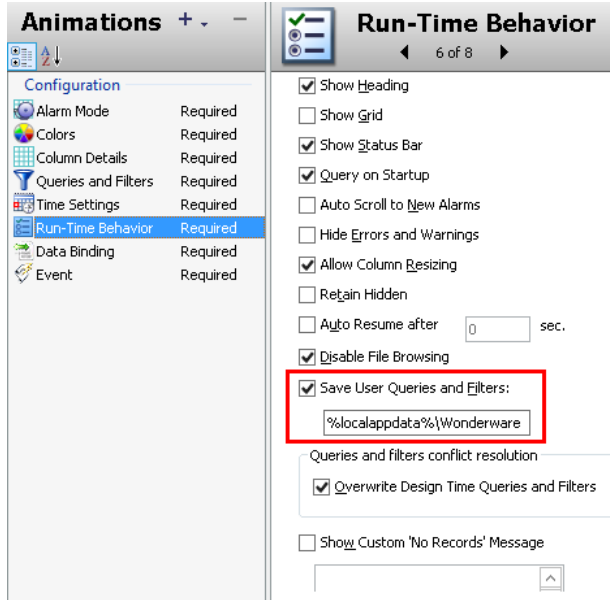 Animations
Configuration
Alarm Mode Required
Colors Required
Column Details Required
Queries and Filters Required
Time Settings Required
Run-Time Behavior Required
Data Binding Required
Event Required
Run-Time Behavior
6 of 8
Show Heading
Show Grid
Show Status Bar
Query on Startup
Auto Scroll to New Alarms
Hide Errors and Warnings
Allow Column Resizing
Retain Hidden
Auto Resume after 0 sec.
Disable File Browsing
Save User Queries and Filters:
%localappdata%\Wonderware
Queries and filters conflict resolution
Overwrite Design Time Queries and Filters
Show Custom 'No Records' Message